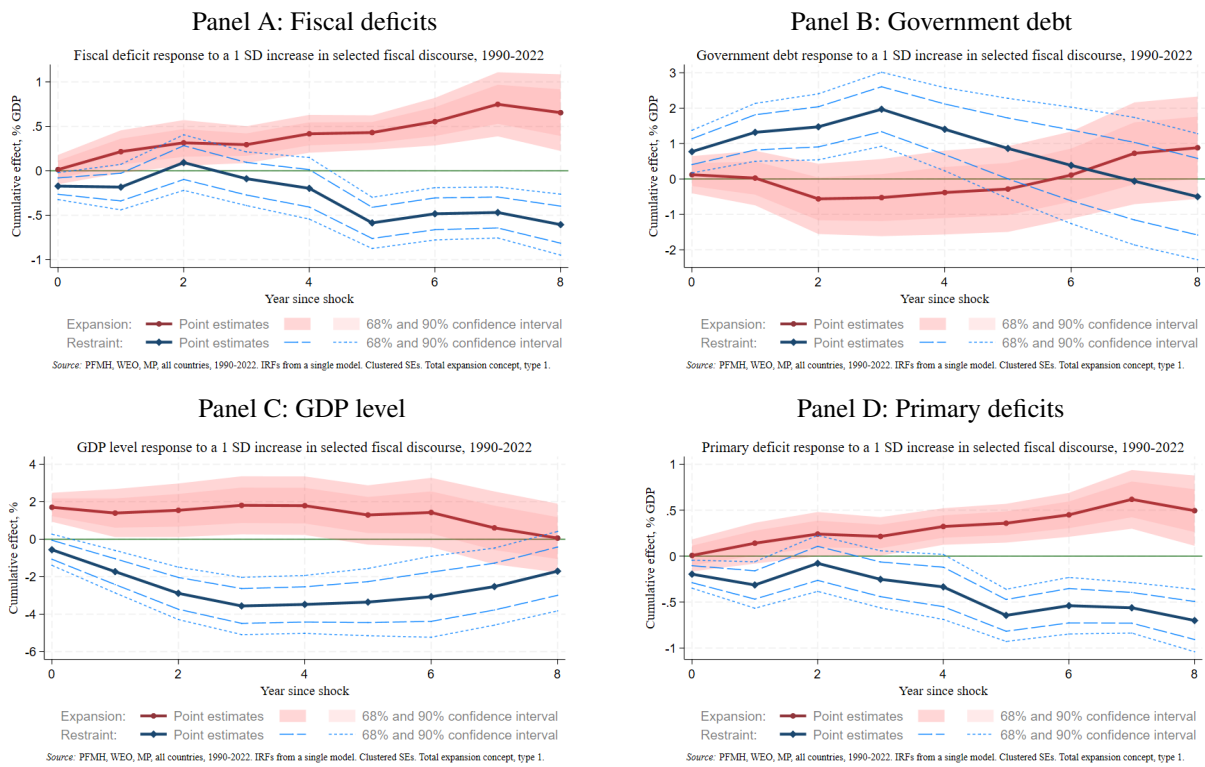 Panel A: Fiscal deficits
Fiscal deficit response to a 1 SD increase in selected fiscal discourse, 1990-2022
Cumulative effect, % GDP
1
.5
0
-.5
-1
0 2 4 6 8
Year since shock
Expansion: Point estimates 68% and 90% confidence interval
Restraint: Point estimates 68% and 90% confidence interval
Source: PFMH, WEO, MP, all countries, 1990-2022. IRFs from a single model. Clustered SEs. Total expansion concept, type 1.
Panel B: Government debt
Government debt response to a 1 SD increase in selected fiscal discourse, 1990-2022
Cumulative effect, % GDP
3
2
1
0
-1
-2
0 2 4 6 8
Year since shock
Expansion: Point estimates 68% and 90% confidence interval
Restraint: Point estimates 68% and 90% confidence interval
Source: PFMH, WEO, MP, all countries, 1990-2022. IRFs from a single model. Clustered SEs. Total expansion concept, type 1.
Panel C: GDP level
GDP level response to a 1 SD increase in selected fiscal discourse, 1990-2022
Cumulative effect, %
4
2
0
-2
-4
-6
0 2 4 6 8
Year since shock
Expansion: Point estimates 68% and 90% confidence interval
Restraint: Point estimates 68% and 90% confidence interval
Source: PFMH, WEO, MP, all countries, 1990-2022. IRFs from a single model. Clustered SEs. Total expansion concept, type 1.
Panel D: Primary deficits
Primary deficit response to a 1 SD increase in selected fiscal discourse, 1990-2022
Cumulative effect, % GDP
1
.5
0
-.5
-1
0 2 4 6 8
Year since shock
Expansion: Point estimates 68% and 90% confidence interval
Restraint: Point estimates 68% and 90% confidence interval
Source: PFMH, WEO, MP, all countries, 1990-2022. IRFs from a single model. Clustered SEs. Total expansion concept, type 1.